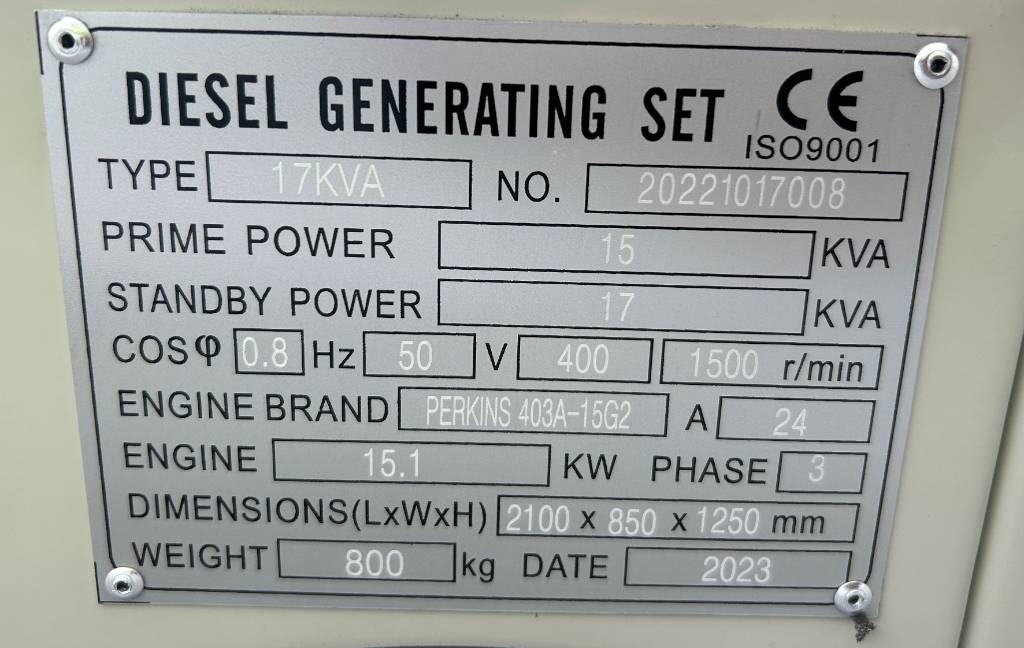 DIESEL GENERATING SET CE
ISO9001
TYPE 17KVA NO. 20221017008
PRIME POWER 15 KVA
STANDBY POWER 17 KVA
COSφ 0.8 Hz 50 V 400 1500 r/min
ENGINE BRAND PERKINS 403A-15G2 A 24
ENGINE 15.1 KW PHASE 3
DIMENSIONS(LxWxH) 2100 x 850 x 1250 mm
WEIGHT 800 kg DATE 2023